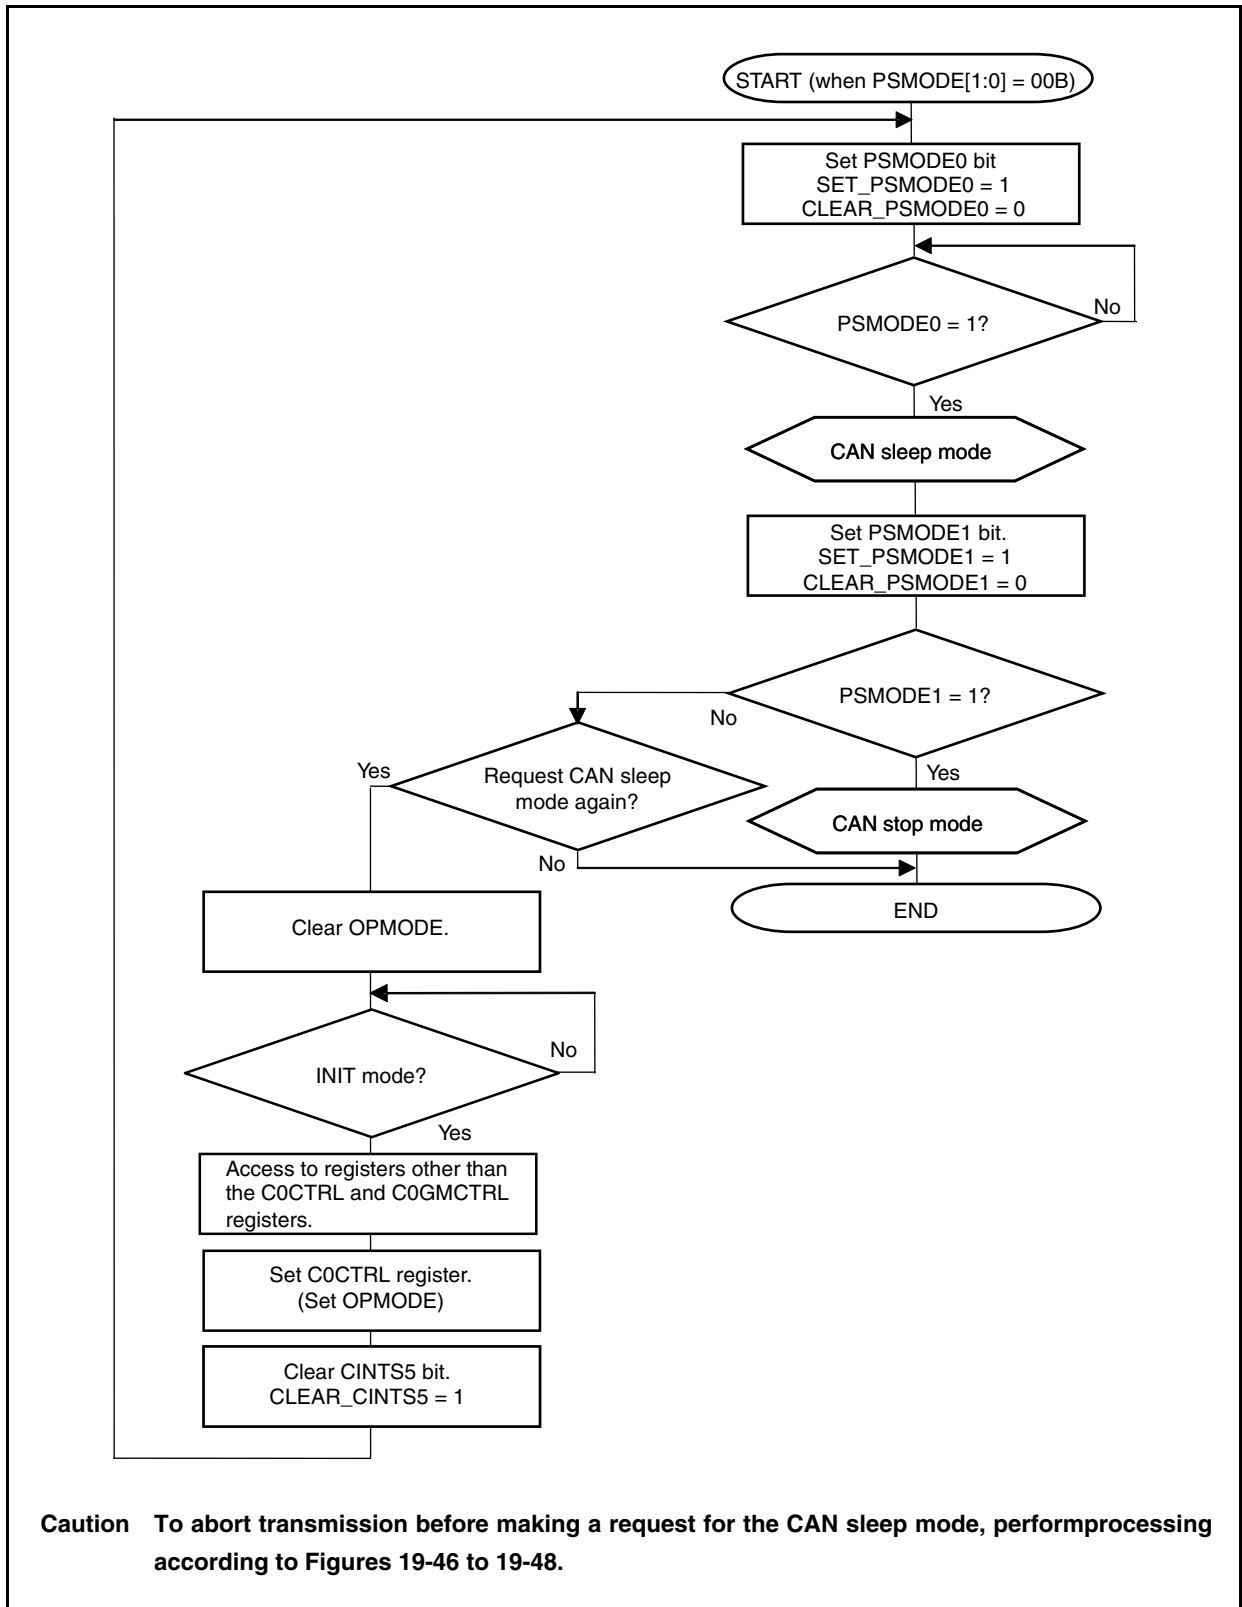 START (when PSMODE[1:0] = 00B)
Set PSMODE0 bit
SET_PSMODE0 = 1
CLEAR_PSMODE0 = 0
PSMODE0 = 1?
No
Yes
CAN sleep mode
Set PSMODE1 bit.
SET_PSMODE1 = 1
CLEAR_PSMODE1 = 0
PSMODE1 = 1?
No
Yes
Request CAN sleep
mode again?
Yes
No
CAN stop mode
END
Clear OPMODE.
INIT mode?
No
Yes
Access to registers other than
the C0CTRL and C0GMCTRL
registers.
Set C0CTRL register.
(Set OPMODE)
Clear CINTS5 bit.
CLEAR_CINTS5 = 1
Caution To abort transmission before making a request for the CAN sleep mode, performprocessing
according to Figures 19-46 to 19-48.